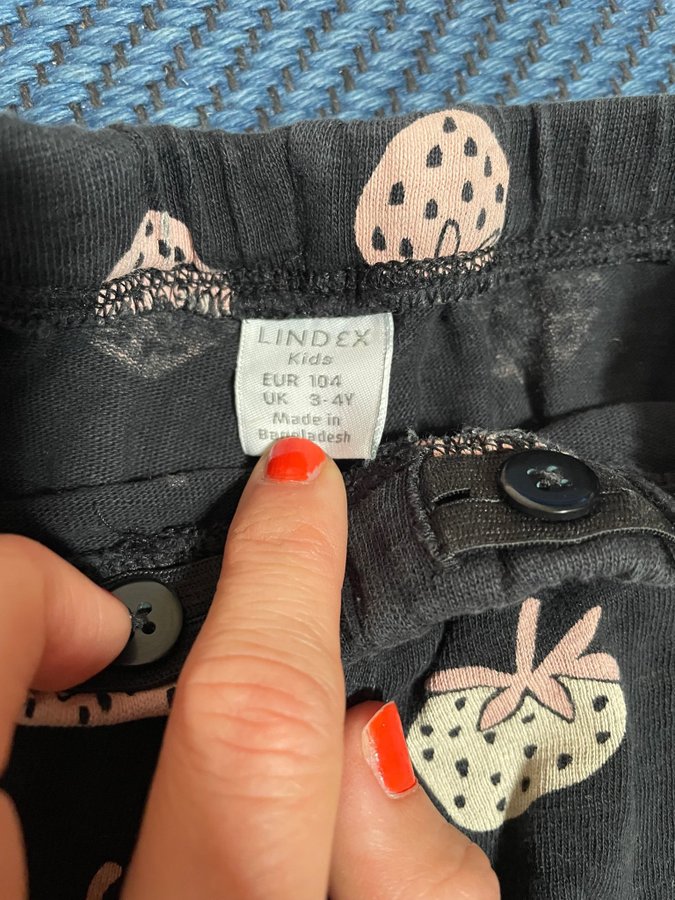 LINDEX
Kids
EUR 104
UK 3-4Y
Made in
Bangladesh